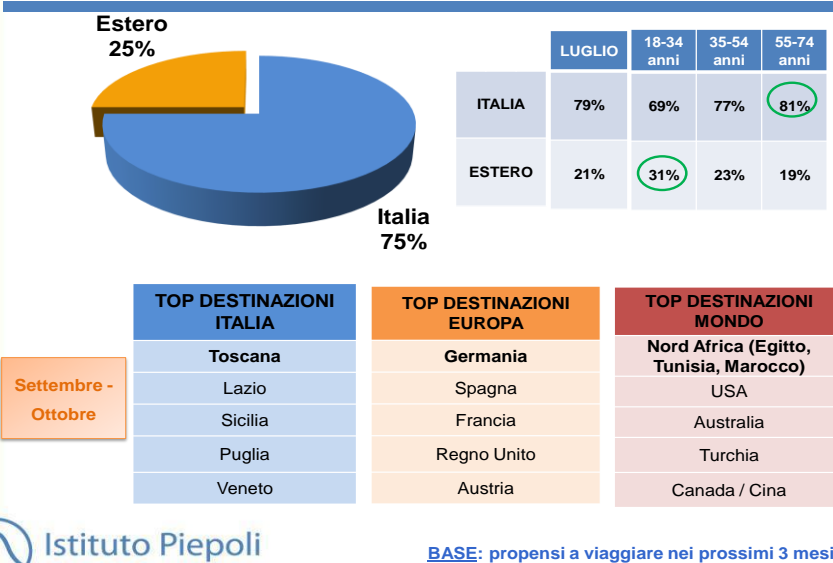 Estero
25%
Italia
75%
LUGLIO 18-34 anni 35-54 anni 55-74 anni
ITALIA 79% 69% 77% 81%
ESTERO 21% 31% 23% 19%
Settembre -
Ottobre
TOP DESTINAZIONI
ITALIA
Toscana
Lazio
Sicilia
Puglia
Veneto
TOP DESTINAZIONI
EUROPA
Germania
Spagna
Francia
Regno Unito
Austria
TOP DESTINAZIONI
MONDO
Nord Africa (Egitto,
Tunisia, Marocco)
USA
Australia
Turchia
Canada / Cina
Istituto Piepoli
BASE: propensi a viaggiare nei prossimi 3 mesi